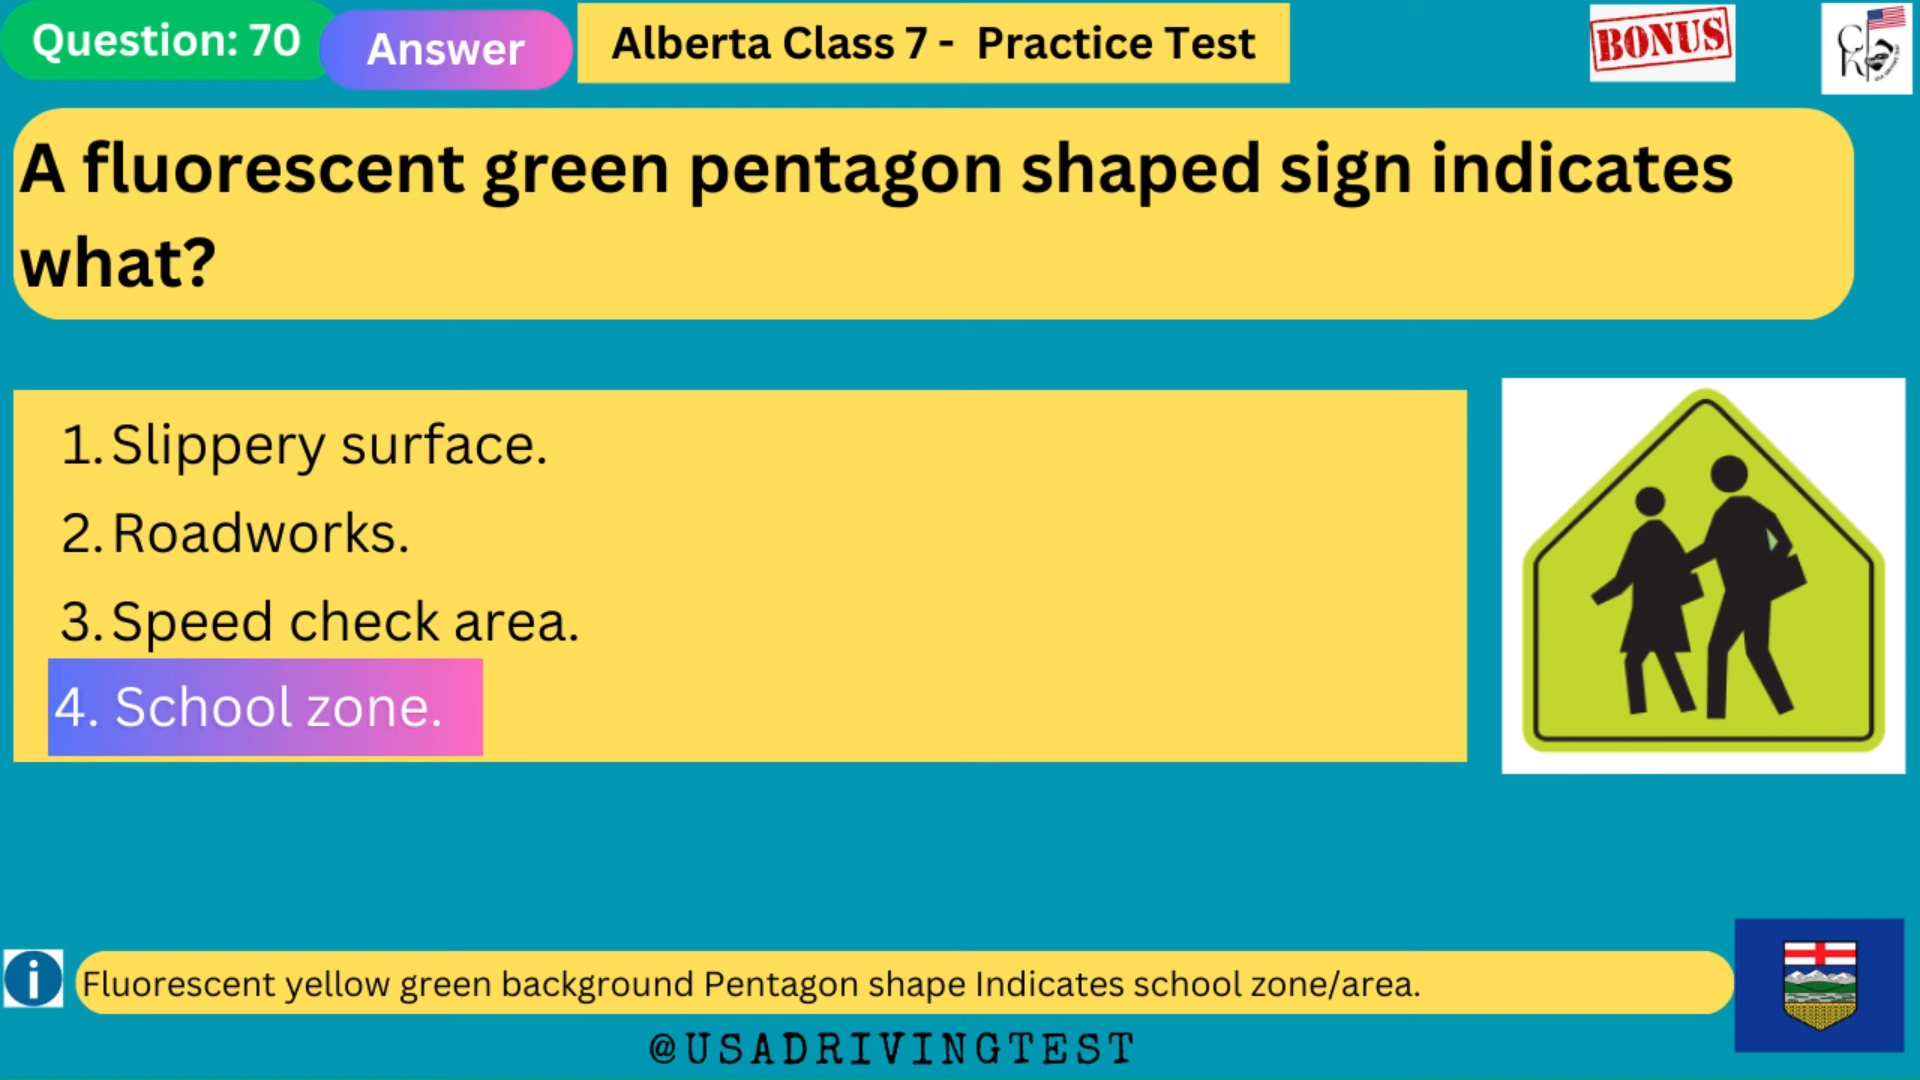 Question: 70
Answer
Alberta Class 7 - Practice Test
BONUS
A fluorescent green pentagon shaped sign indicates
what?
1. Slippery surface.
2. Roadworks.
3. Speed check area.
4. School zone.
i
Fluorescent yellow green background Pentagon shape Indicates school zone/area.
@USADRIVINGTEST